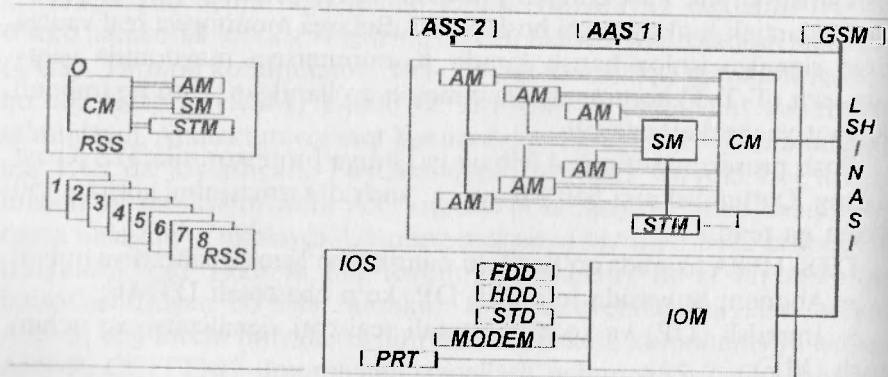 ASS 2
AAS 1
GSM
O
CM
RSS
AM
SM
STM
1
2
3
4
5
6
7
8
RSS
AM
AM
AM
AM
AM
AM
SM
CM
STM
1
L SH I N A S I
IOS
FDD
HDD
STD
MODEM
PRT
IOM